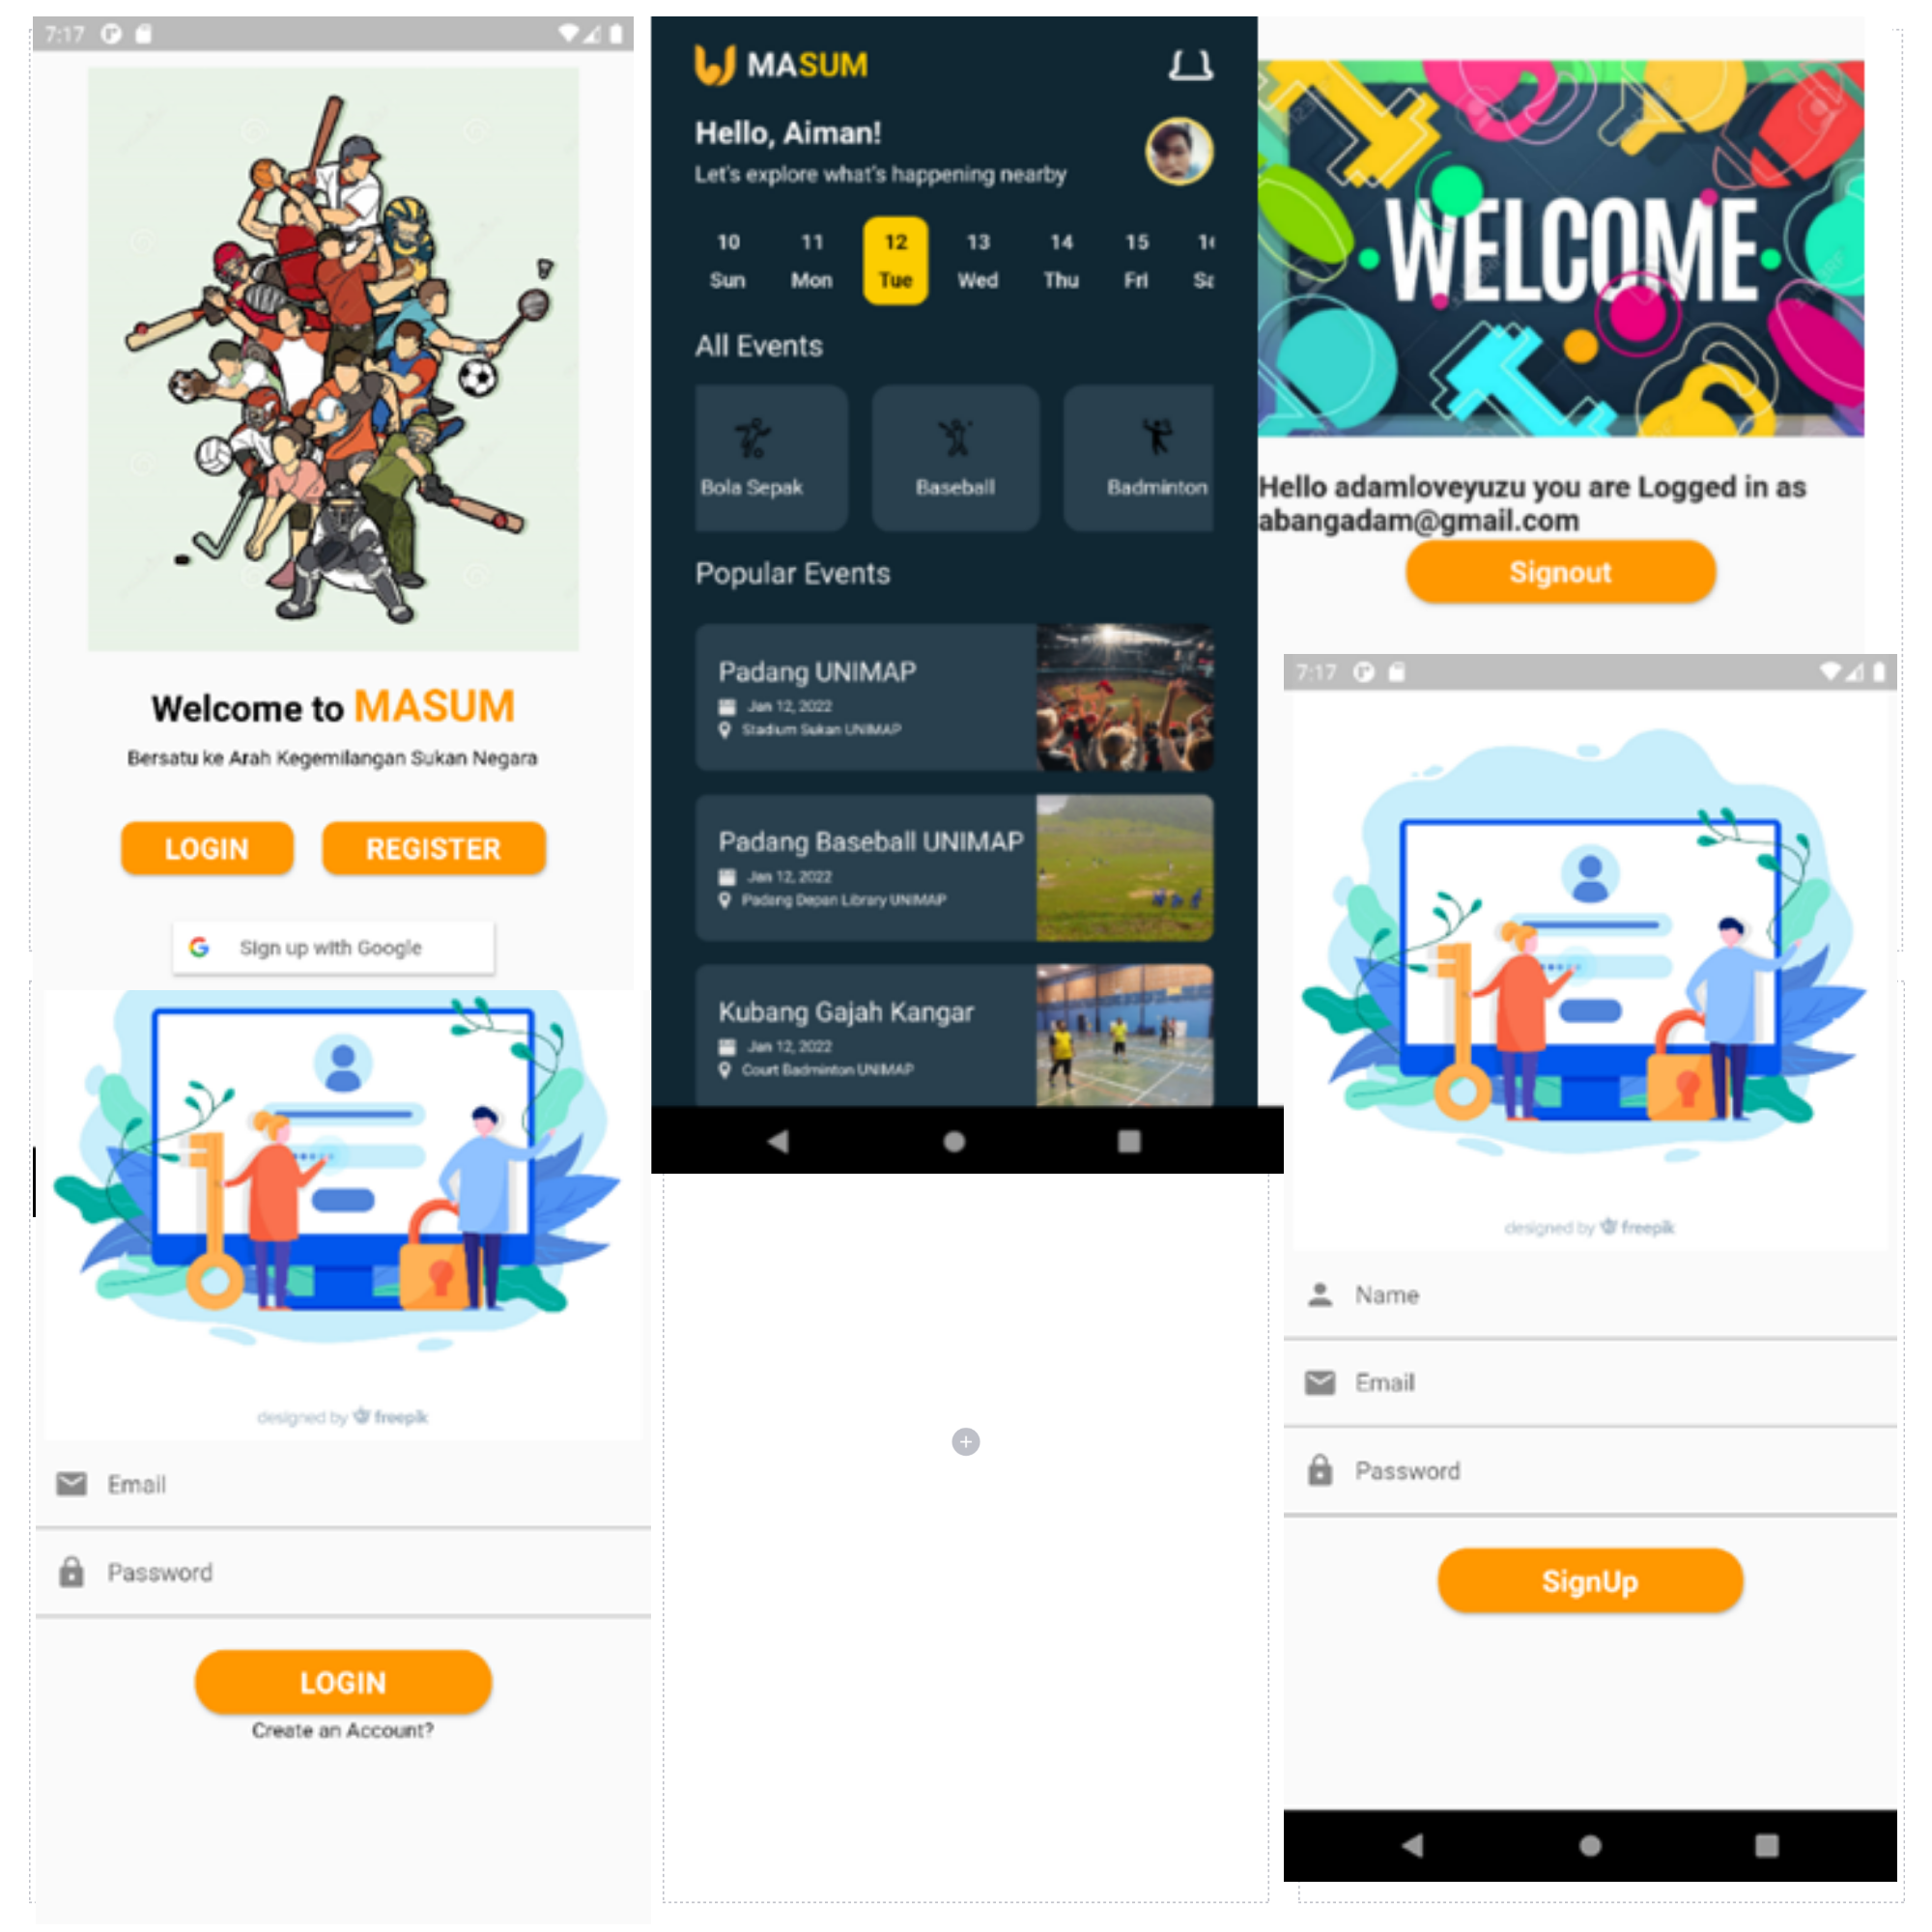 7:17
Welcome to MASUM
Bersatu ke Arah Kegemilangan Sukan Negara
LOGIN
REGISTER
Sign up with Google
designed by freepik
Email
Password
LOGIN
Create an Account?
MASUM
Hello, Aiman!
Let's explore what's happening nearby
10 11 12 13 14 15
Sun Mon Tue Wed Thu Fri
All Events
Bola Sepak
Baseball
Badminton
Popular Events
Padang UNIMAP
Jan 12, 2022
Stadium Sukan UNIMAP
Padang Baseball UNIMAP
Jan 12, 2022
Padang Depan Library UNIMAP
Kubang Gajah Kangar
Jan 12, 2022
Court Badminton UNIMAP
WELCOME
Hello adamloveyuzu you are Logged in as
abangadam@gmail.com
Signout
7:17
designed by freepik
Name
Email
Password
SignUp